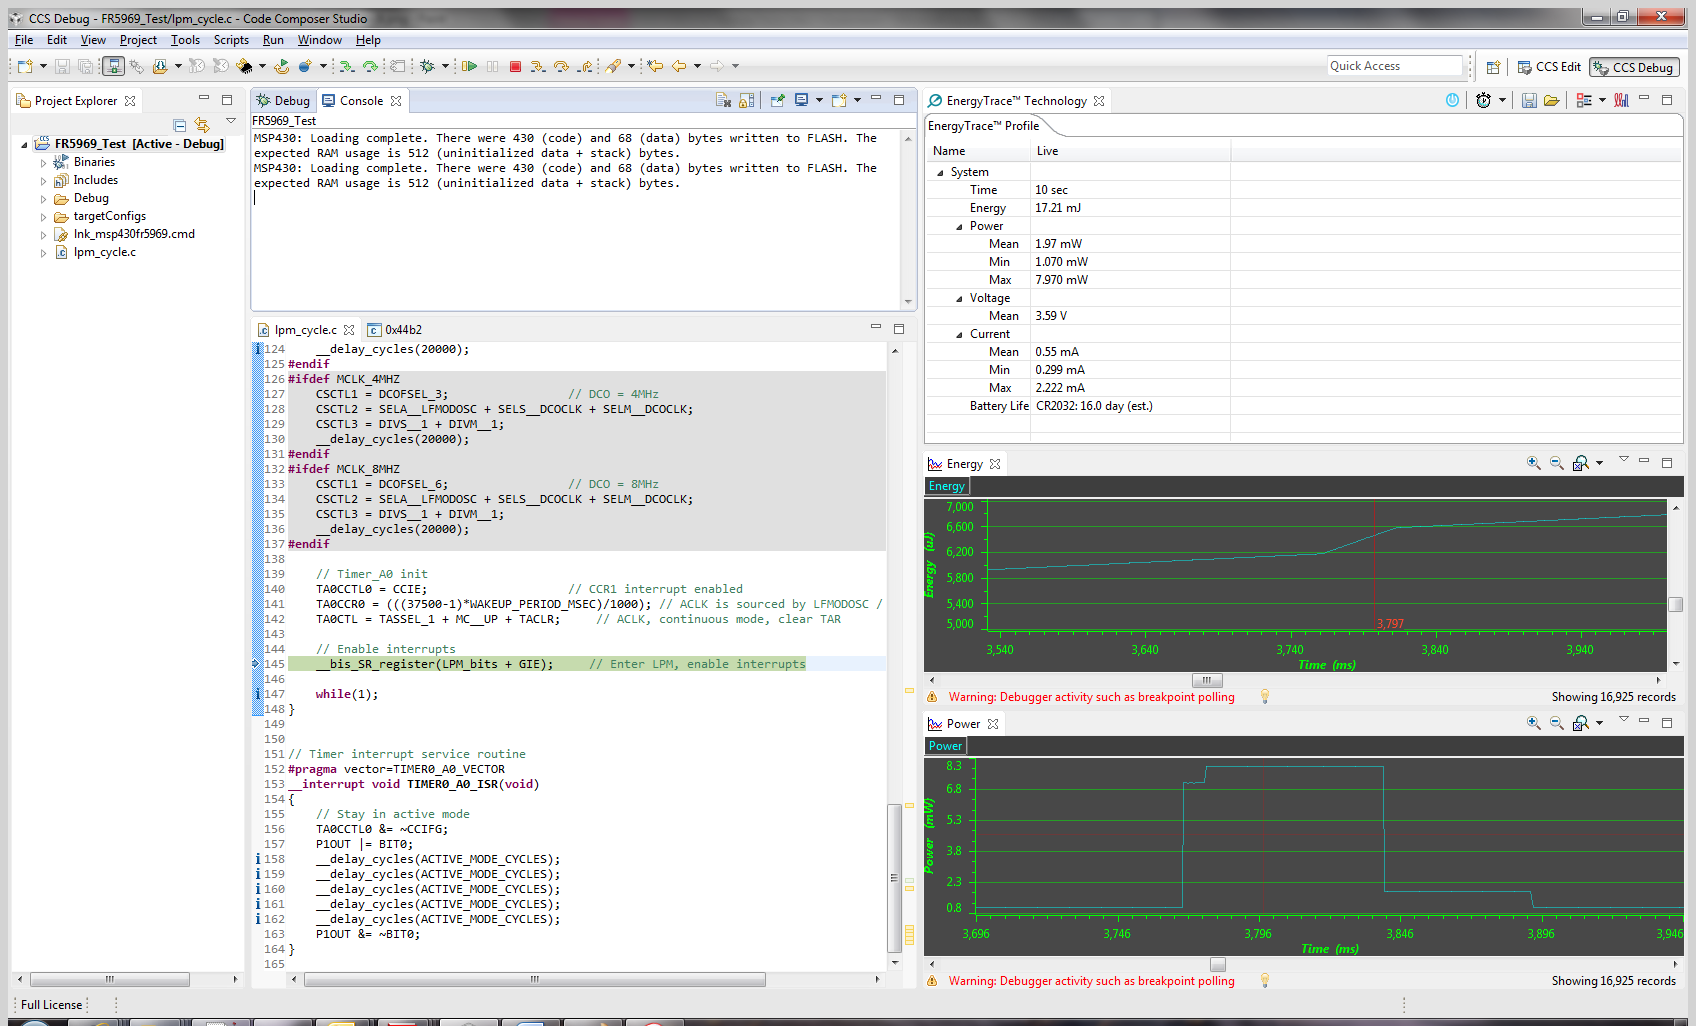 CCS Debug - FR5969_Test/lpm_cycle.c - Code Composer Studio
File Edit View Project Tools Scripts Run Window Help
Quick Access
CCS Edit
CCS Debug
Project Explorer
FR5969_Test [Active - Debug]
Binaries
Includes
Debug
targetConfigs
lnk_msp430fr5969.cmd
lpm_cycle.c
Debug Console
FR5969_Test
MSP430: Loading complete. There were 430 (code) and 68 (data) bytes written to FLASH. The
expected RAM usage is 512 (uninitialized data + stack) bytes.
MSP430: Loading complete. There were 430 (code) and 68 (data) bytes written to FLASH. The
expected RAM usage is 512 (uninitialized data + stack) bytes.
lpm_cycle.c 0x44b2
124 __delay_cycles(20000);
125 #endif
126 #ifdef MCLK_4MHZ
127 CSCTL1 = DCOFSEL_3; // DCO = 4MHz
128 CSCTL2 = SELA__LFMODOSC + SELS__DCOCLK + SELM__DCOCLK;
129 CSCTL3 = DIVS__1 + DIVM__1;
130 __delay_cycles(20000);
131 #endif
132 #ifdef MCLK_8MHZ
133 CSCTL1 = DCOFSEL_6; // DCO = 8MHz
134 CSCTL2 = SELA__LFMODOSC + SELS__DCOCLK + SELM__DCOCLK;
135 CSCTL3 = DIVS__1 + DIVM__1;
136 __delay_cycles(20000);
137 #endif
138
139 // Timer_A0 init
140 TA0CCTL0 = CCIE; // CCR1 interrupt enabled
141 TA0CCR0 = (((37500-1)*WAKEUP_PERIOD_MSEC)/1000); // ACLK is sourced by LFMODOSC /
142 TA0CTL = TASSEL_1 + MC__UP + TACLR; // ACLK, continuous mode, clear TAR
143
144 // Enable interrupts
145 __bis_SR_register(LPM_bits + GIE); // Enter LPM, enable interrupts
146
147 while(1);
148 }
149
150
151 // Timer interrupt service routine
152 #pragma vector=TIMER0_A0_VECTOR
153 __interrupt void TIMER0_A0_ISR(void)
154 {
155 // Stay in active mode
156 TA0CCTL0 &= ~CCIFG;
157 P1OUT |= BIT0;
158 __delay_cycles(ACTIVE_MODE_CYCLES);
159 __delay_cycles(ACTIVE_MODE_CYCLES);
160 __delay_cycles(ACTIVE_MODE_CYCLES);
161 __delay_cycles(ACTIVE_MODE_CYCLES);
162 __delay_cycles(ACTIVE_MODE_CYCLES);
163 P1OUT &= ~BIT0;
164 }
165
EnergyTrace™ Technology
EnergyTrace™ Profile
Name Live
System
Time 10 sec
Energy 17.21 mJ
Power
Mean 1.97 mW
Min 1.070 mW
Max 7.970 mW
Voltage
Mean 3.59 V
Current
Mean 0.55 mA
Min 0.299 mA
Max 2.222 mA
Battery Life CR2032: 16.0 day (est.)
Energy
Energy
Energy (uJ)
7,000
6,600
6,200
5,800
5,400
5,000
3,797
3,540 3,640 3,740 3,840 3,940
Time (ms)
Warning: Debugger activity such as breakpoint polling
Showing 16,925 records
Power
Power
Power (mW)
8.3
6.8
5.3
3.8
2.3
0.8
3,696 3,746 3,796 3,846 3,896 3,946
Time (ms)
Warning: Debugger activity such as breakpoint polling
Showing 16,925 records
Full License